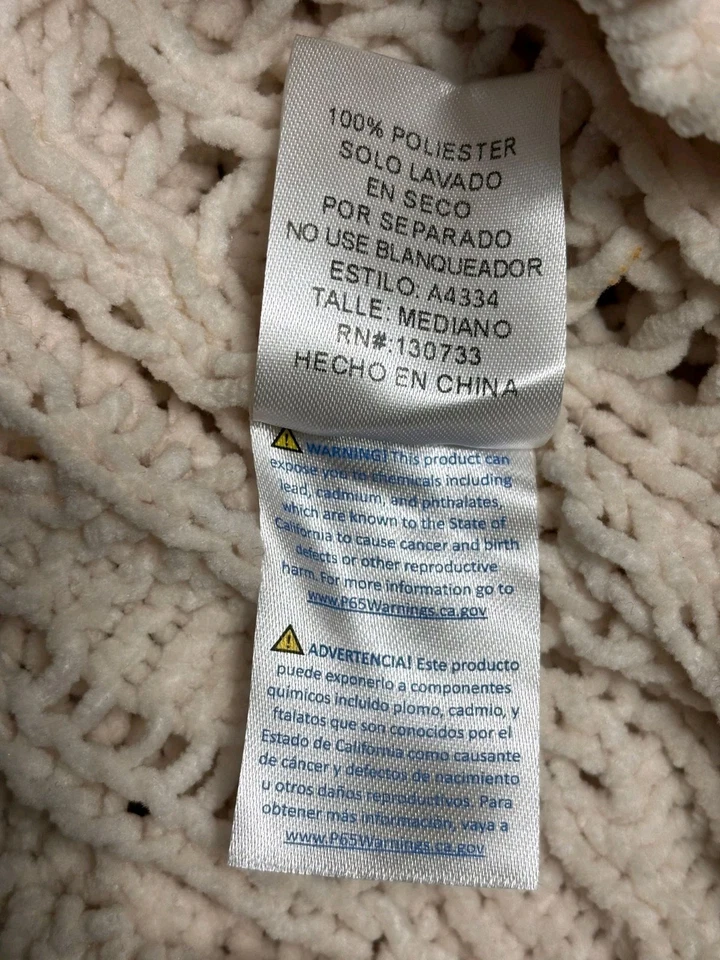 100% POLIESTER
SOLO LAVADO
EN SECO
POR SEPARADO
NO USE BLANQUEADOR
ESTILO: A4334
TALLE: MEDIANO
RN#:130733
HECHO EN CHINA
WARNING! This product can
expose you to chemicals including
lead, cadmium, and phthalates,
which are known to the State of
California to cause cancer and birth
defects or other reproductive
harm. For more information go to
www.P65Warnings.ca.gov
ADVERTENCIA! Este producto
puede exponerlo a componentes
quimicos incluido plomo, cadmio, y
ftalatos que son conocidos por el
Estado de California como causante
de cáncer y defectos de nacimiento
u otros daños reproductivos. Para
obtener más información, vaya a
www.P65Warnings.ca.gov